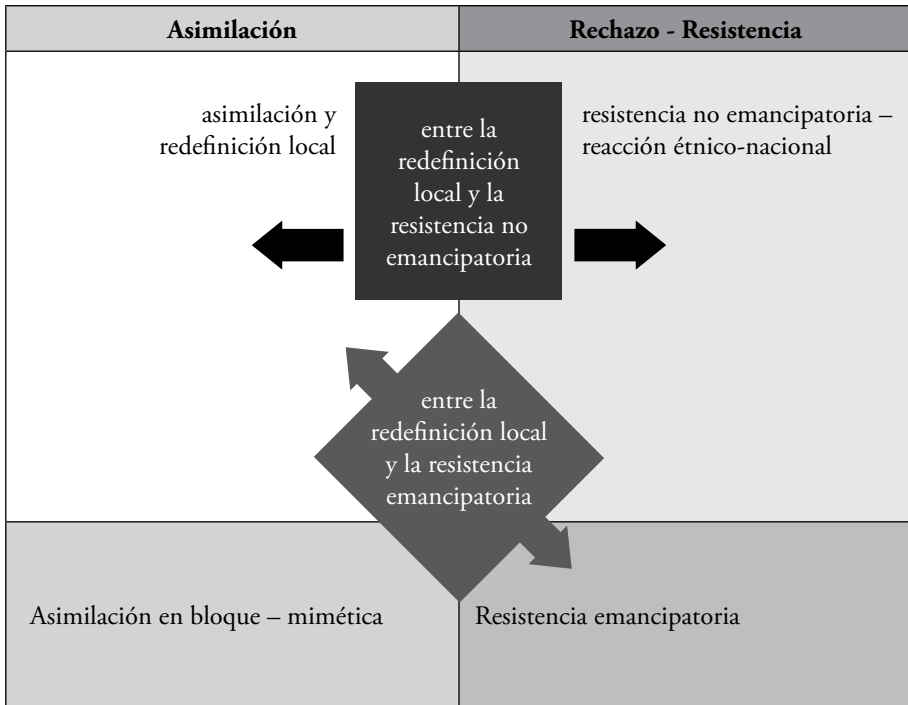 Asimilación
Rechazo - Resistencia
asimilación y
redefinición local
entre la
redefinición
local y la
resistencia no
emancipatoria
resistencia no emancipatoria –
reacción étnico-nacional
entre la
redefinición local
y la resistencia
emancipatoria
Asimilación en bloque – mimética
Resistencia emancipatoria